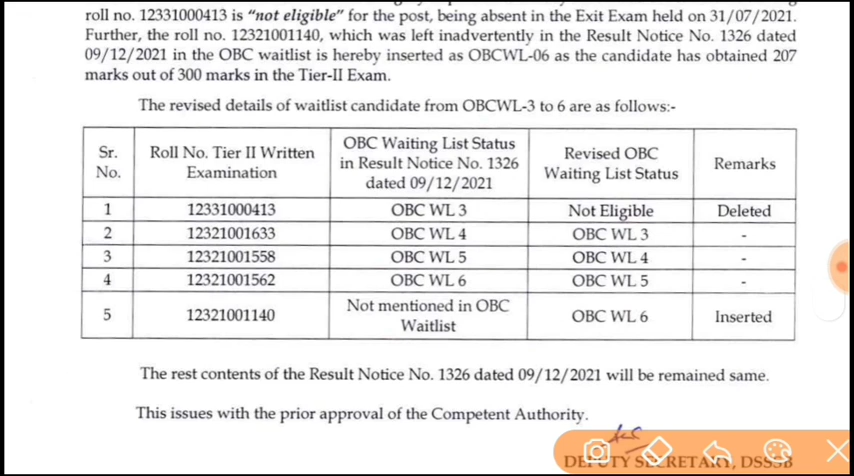 roll no. 12331000413 is "not eligible" for the post, being absent in the Exit Exam held on 31/07/2021.
Further, the roll no. 12321001140, which was left inadvertently in the Result Notice No. 1326 dated
09/12/2021 in the OBC waitlist is hereby inserted as OBCWL-06 as the candidate has obtained 207
marks out of 300 marks in the Tier-II Exam.
The revised details of waitlist candidate from OBCWL-3 to 6 are as follows:-
Sr. No. Roll No. Tier II Written Examination OBC Waiting List Status in Result Notice No. 1326 dated 09/12/2021 Revised OBC Waiting List Status Remarks
1 12331000413 OBC WL 3 Not Eligible Deleted
2 12321001633 OBC WL 4 OBC WL 3 -
3 12321001558 OBC WL 5 OBC WL 4 -
4 12321001562 OBC WL 6 OBC WL 5 -
5 12321001140 Not mentioned in OBC Waitlist OBC WL 6 Inserted
The rest contents of the Result Notice No. 1326 dated 09/12/2021 will be remained same.
This issues with the prior approval of the Competent Authority.
DEPUTY SECRETARY, DSSSB